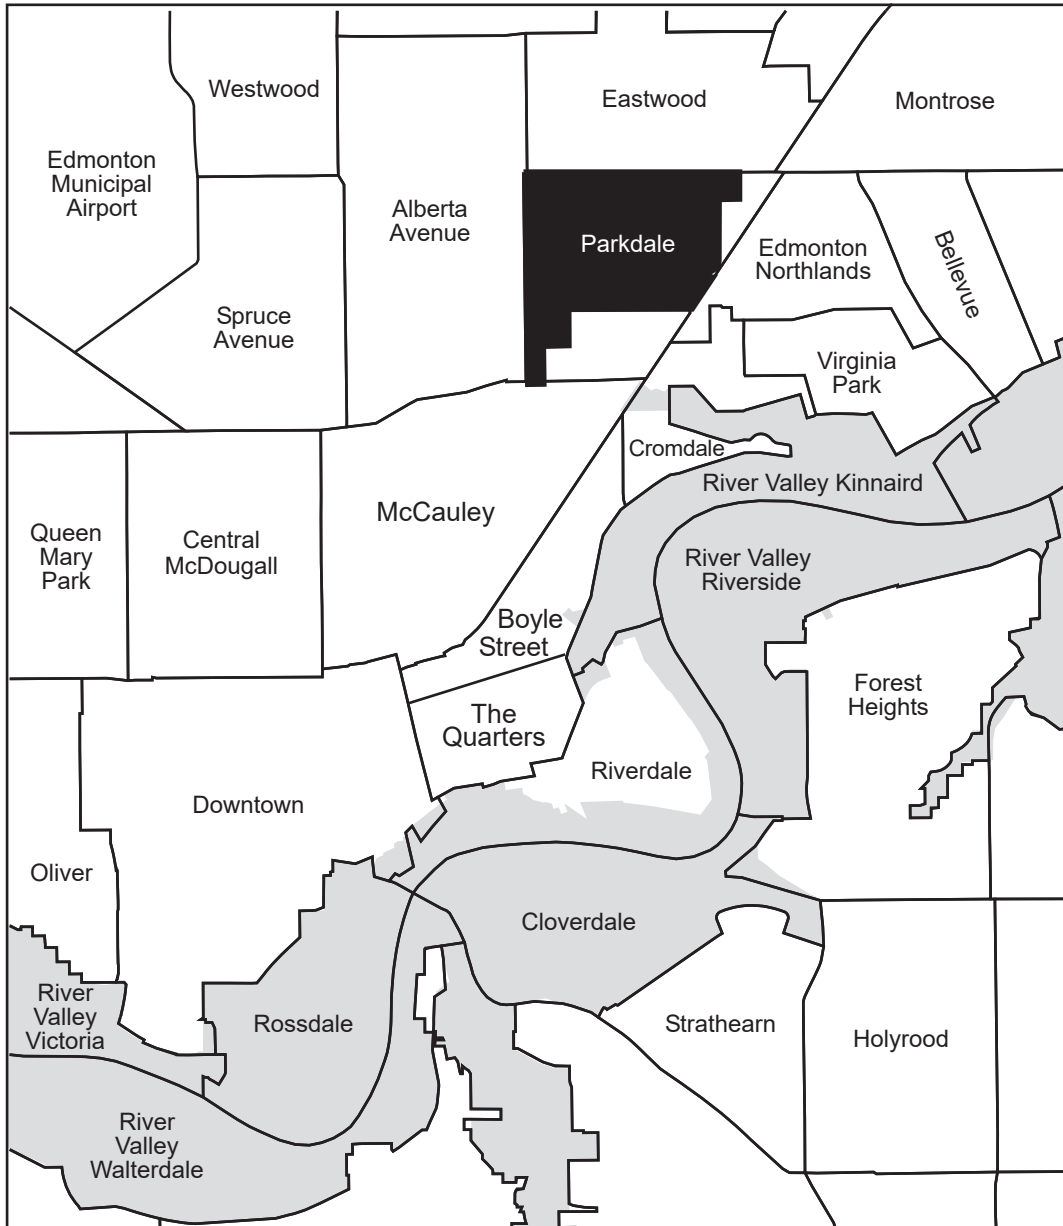 Westwood
Eastwood
Montrose
Edmonton
Municipal
Airport
Alberta
Avenue
Parkdale
Edmonton
Northlands
Bellevue
Spruce
Avenue
Virginia
Park
Cromdale
River Valley Kinnaird
McCauley
Queen
Mary
Park
Central
McDougall
River Valley
Riverside
Boyle
Street
Forest
Heights
The
Quarters
Riverdale
Downtown
Oliver
Cloverdale
River
Valley
Victoria
Rossdale
Strathearn
Holyrood
River
Valley
Walterdale